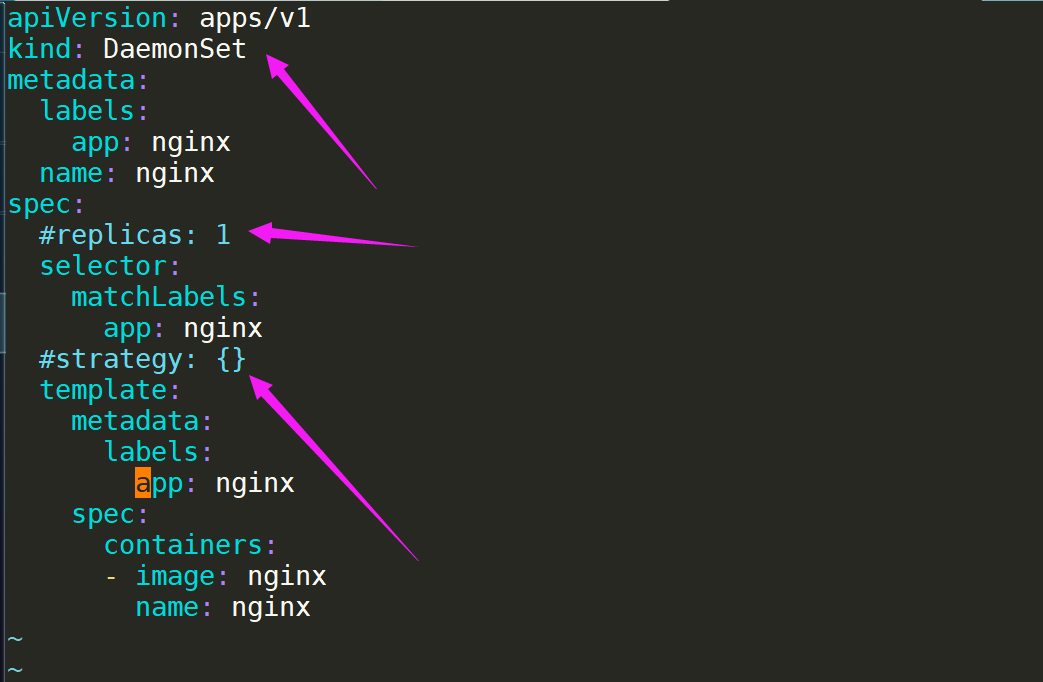 apiVersion: apps/v1
kind: DaemonSet
metadata:
  labels:
    app: nginx
  name: nginx
spec:
  #replicas: 1
  selector:
    matchLabels:
      app: nginx
  #strategy: {}
  template:
    metadata:
      labels:
        app: nginx
    spec:
      containers:
      - image: nginx
        name: nginx
~
~